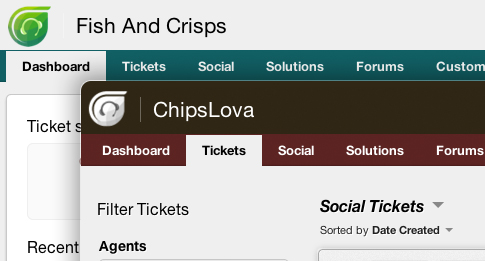 Fish And Crisps
Dashboard Tickets Social Solutions Forums Custom
Ticket s
Recent
ChipsLova
Dashboard Tickets Social Solutions Forums
Filter Tickets
Social Tickets
Sorted by Date Created
Agents